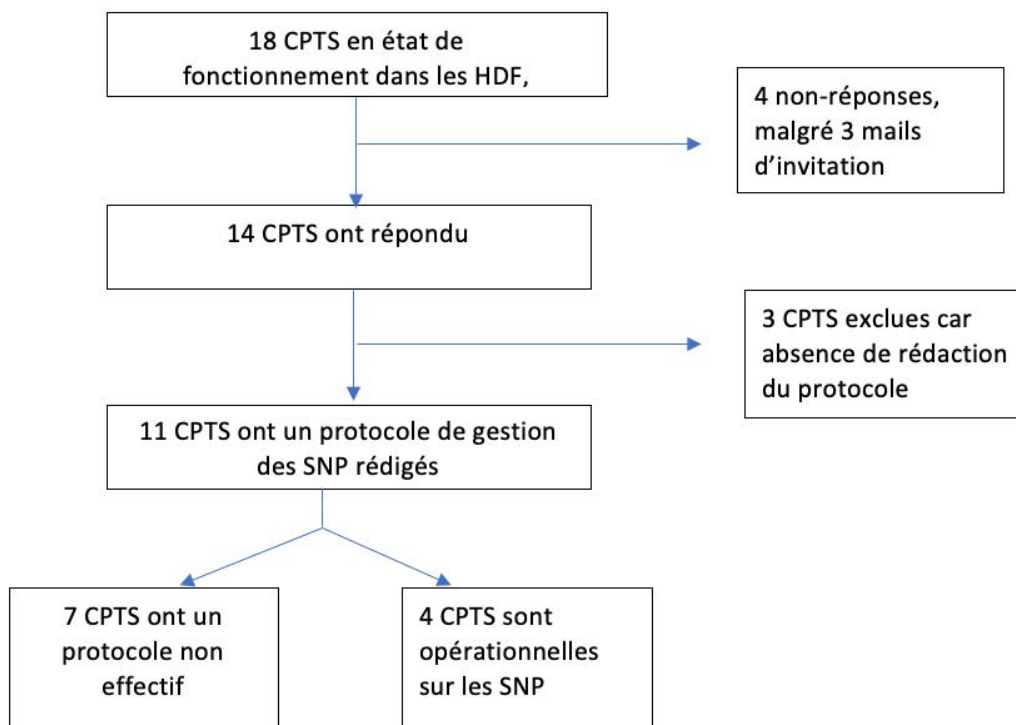 18 CPTS en état de
fonctionnement dans les HDF,
4 non-réponses,
malgré 3 mails
d’invitation
14 CPTS ont répondu
3 CPTS exclues car
absence de rédaction
du protocole
11 CPTS ont un protocole de gestion
des SNP rédigés
7 CPTS ont un
protocole non
effectif
4 CPTS sont
opérationnelles
sur les SNP